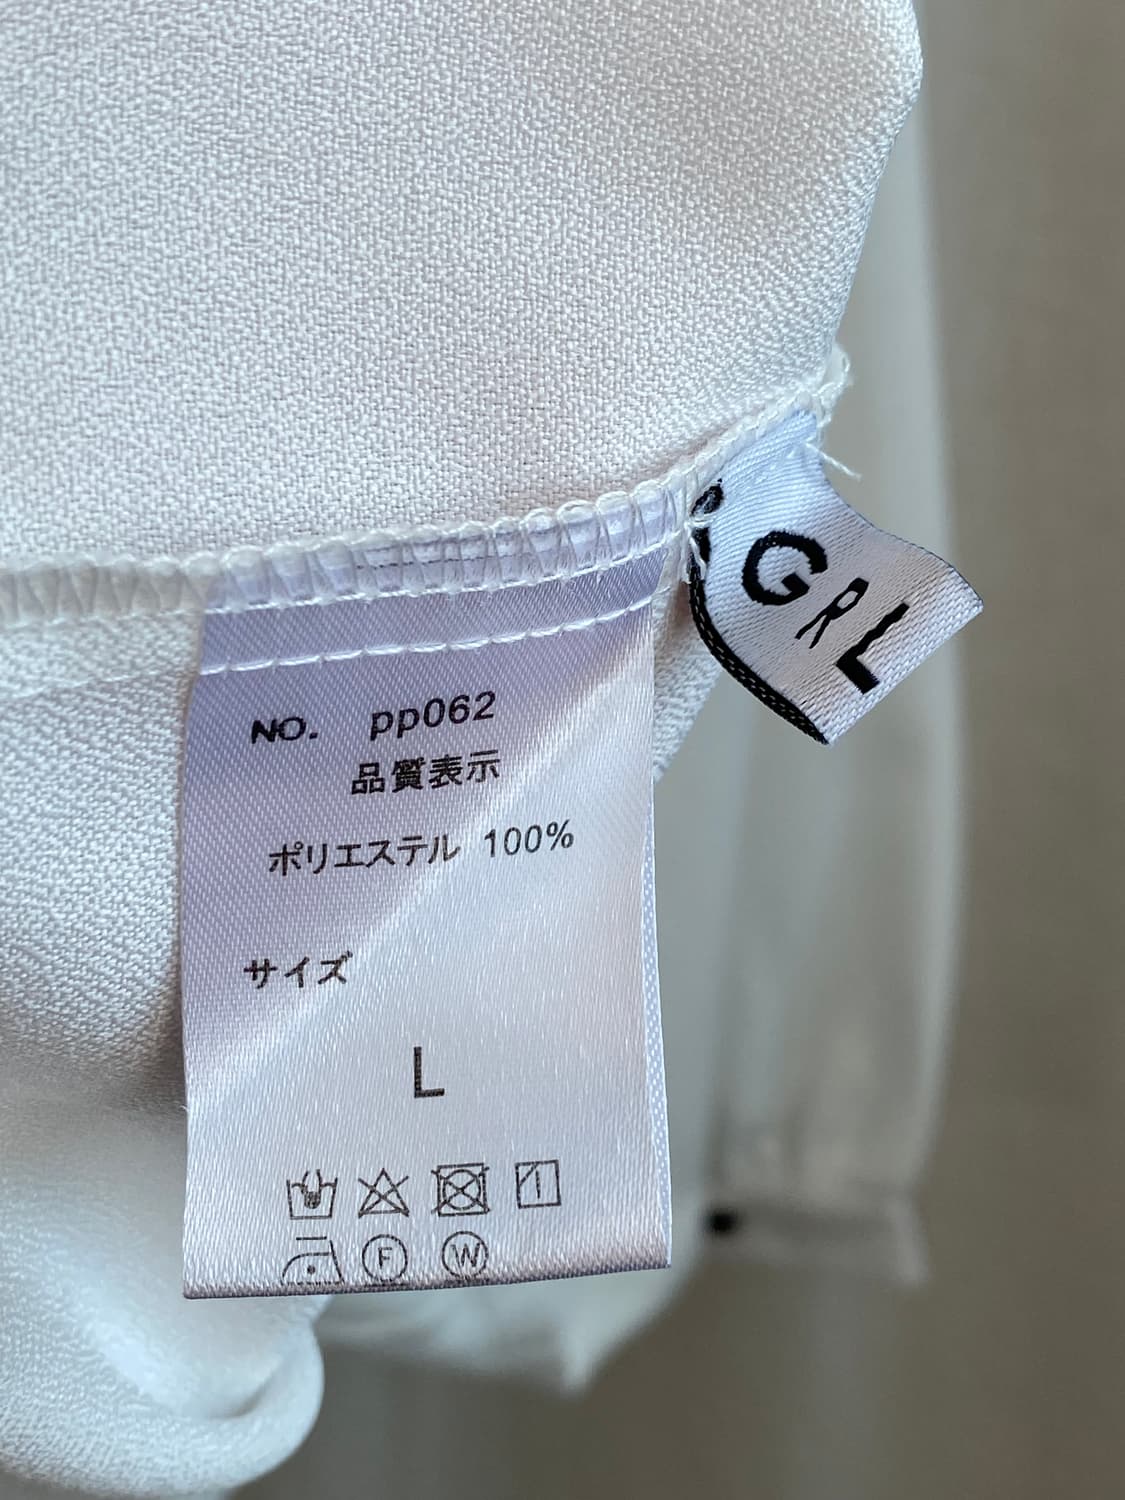 GRL
NO. pp062
品質表示
ポリエステル 100%
サイズ
L
F W